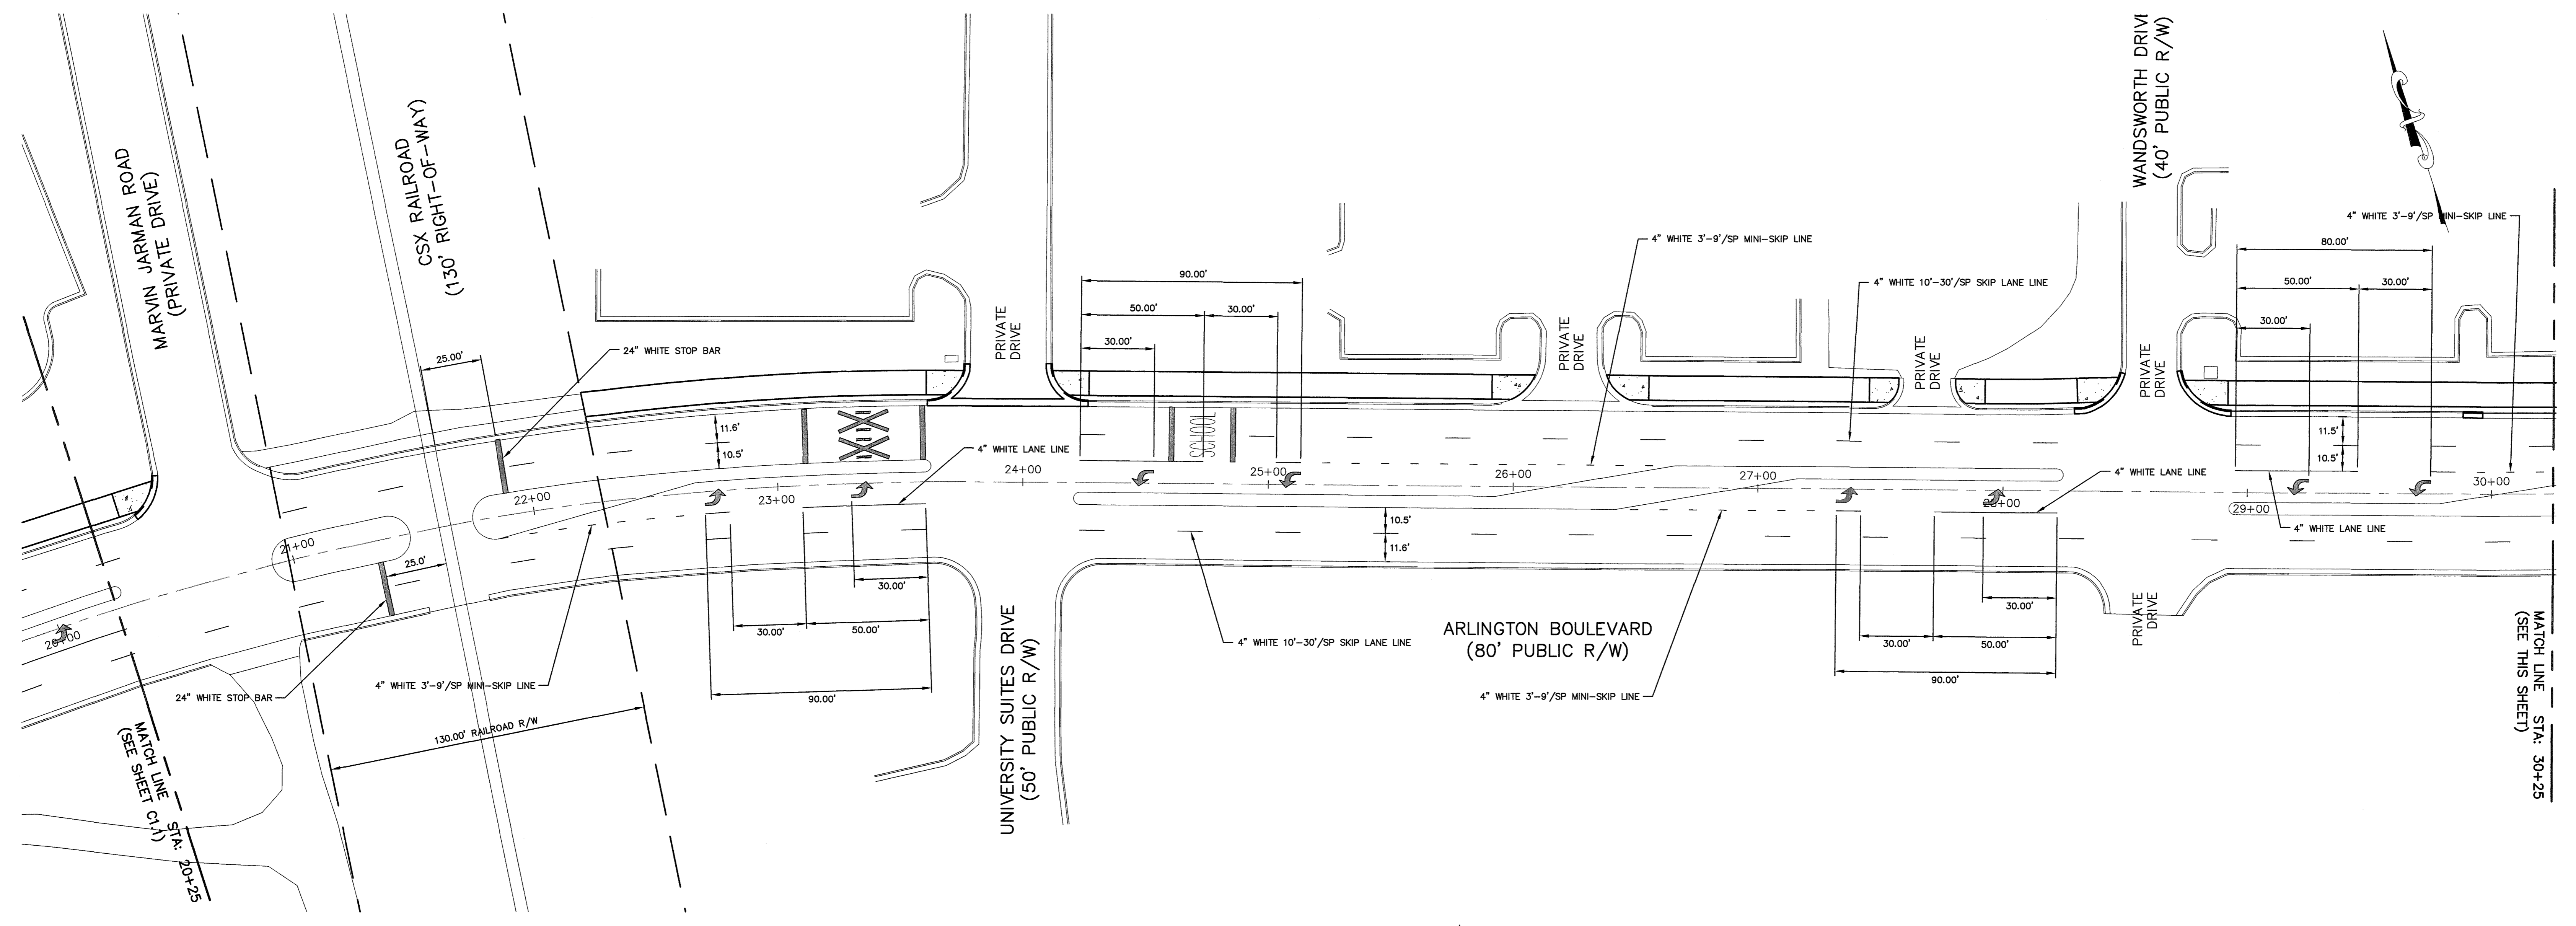 MARVIN JARMAN ROAD
(PRIVATE DRIVE)
CSX RAILROAD
(130' RIGHT-OF-WAY)
WANDSWORTH DRIVE
(40' PUBLIC R/W)
4" WHITE 3'-9'/SP MINI-SKIP LINE
80.00'
50.00'
30.00'
30.00'
4" WHITE 3'-9'/SP MINI-SKIP LINE
4" WHITE 10'-30'/SP SKIP LANE LINE
90.00'
50.00'
30.00'
30.00'
PRIVATE
DRIVE
PRIVATE
DRIVE
PRIVATE
DRIVE
PRIVATE
DRIVE
25.00'
24" WHITE STOP BAR
11.6'
10.5'
SCHOOL
4" WHITE LANE LINE
11.5'
10.5'
4" WHITE LANE LINE
4" WHITE LANE LINE
20+00
21+00
22+00
23+00
24+00
25+00
26+00
27+00
28+00
29+00
30+00
10.5'
11.6'
25.0'
30.00'
30.00'
50.00'
90.00'
30.00'
30.00'
50.00'
90.00'
4" WHITE 10'-30'/SP SKIP LANE LINE
ARLINGTON BOULEVARD
(80' PUBLIC R/W)
4" WHITE 3'-9'/SP MINI-SKIP LINE
4" WHITE 3'-9'/SP MINI-SKIP LINE
24" WHITE STOP BAR
130.00' RAILROAD R/W
UNIVERSITY SUITES DRIVE
(50' PUBLIC R/W)
PRIVATE
DRIVE
MATCH LINE STA: 20+25
(SEE SHEET C1.1)
MATCH LINE STA: 30+25
(SEE THIS SHEET)